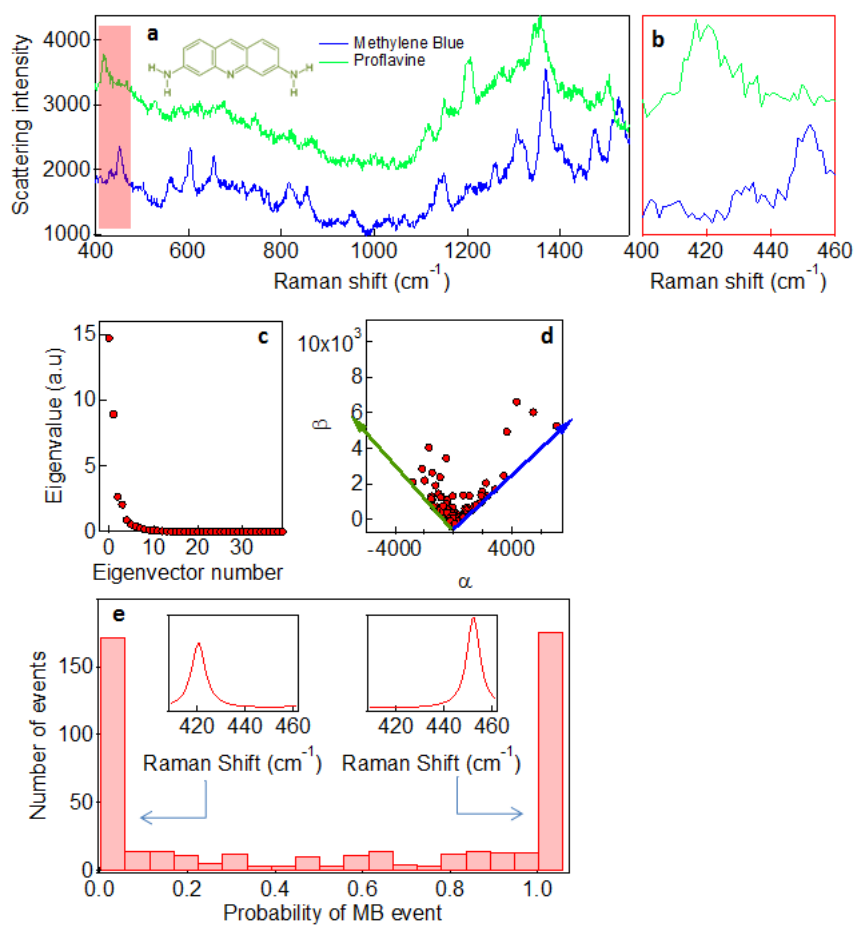 a
Methylene Blue
Proflavine
H
N
H
N
N
H
H
4000
3000
2000
1000
Scattering intensity
400
600
800
1000
1200
1400
Raman shift (cm⁻¹)
b
400
420
440
460
Raman shift (cm⁻¹)
c
15
10
5
0
Eigenvalue (a.u)
0
10
20
30
Eigenvector number
d
10x10³
8
6
4
2
0
β
-4000
0
4000
α
e
150
100
50
0
Number of events
420
440
460
Raman Shift (cm⁻¹)
420
440
460
Raman Shift (cm⁻¹)
0.0
0.2
0.4
0.6
0.8
1.0
Probability of MB event